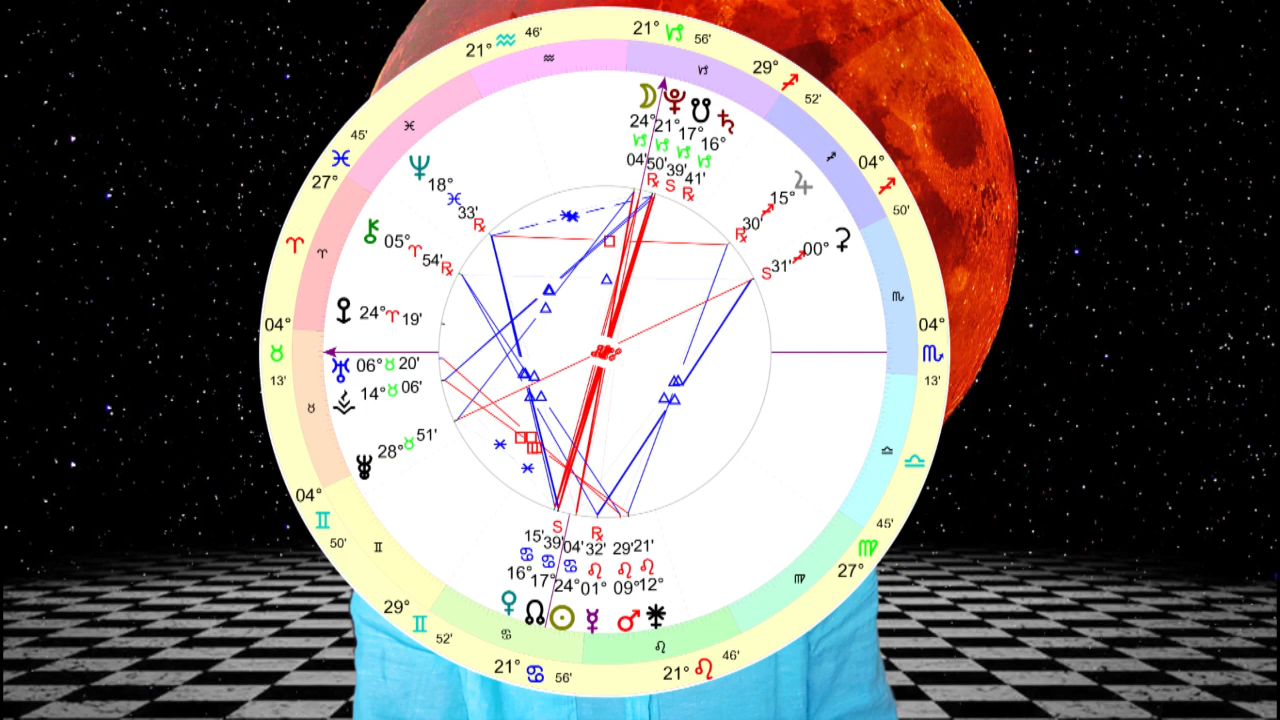 21° ♒ 46'
21° ♑ 56'
29° ♐ 52'
04° ♐ 50'
04° ♏ 13'
♎
45' ♍ 27°
21° ♌ 46'
21° ♋ 56'
29° ♊ 52'
04° ♊ 50'
04° ♉ 13'
♈
27° ♓ 45'
♒
♑
♐
♏
♎
♍
♌
♋
♊
♉
♈
♓
☽ 24° ♑ 04'
♇ 21° ♑ 50' ℞
☋ 17° ♑ 39' S
♄ 16° ♑ 41' ℞
♃ 15° ♐ 30' ℞
⚳ 00° ♐ 31' S
♆ 18° ♓ 33' ℞
⚷ 05° ♈ 54' ℞
⚴ 24° ♈ 19'
♅ 06° ♉ 20'
⚶ 14° ♉ 06'
28° ♉ 51'
♀ 16° ♋ 15'
☊ 17° ♋ 39' S
☉ 24° ♋ 04'
☿ 01° ♌ 32' ℞
♂ 09° ♌ 29'
⚵ 12° ♌ 21'